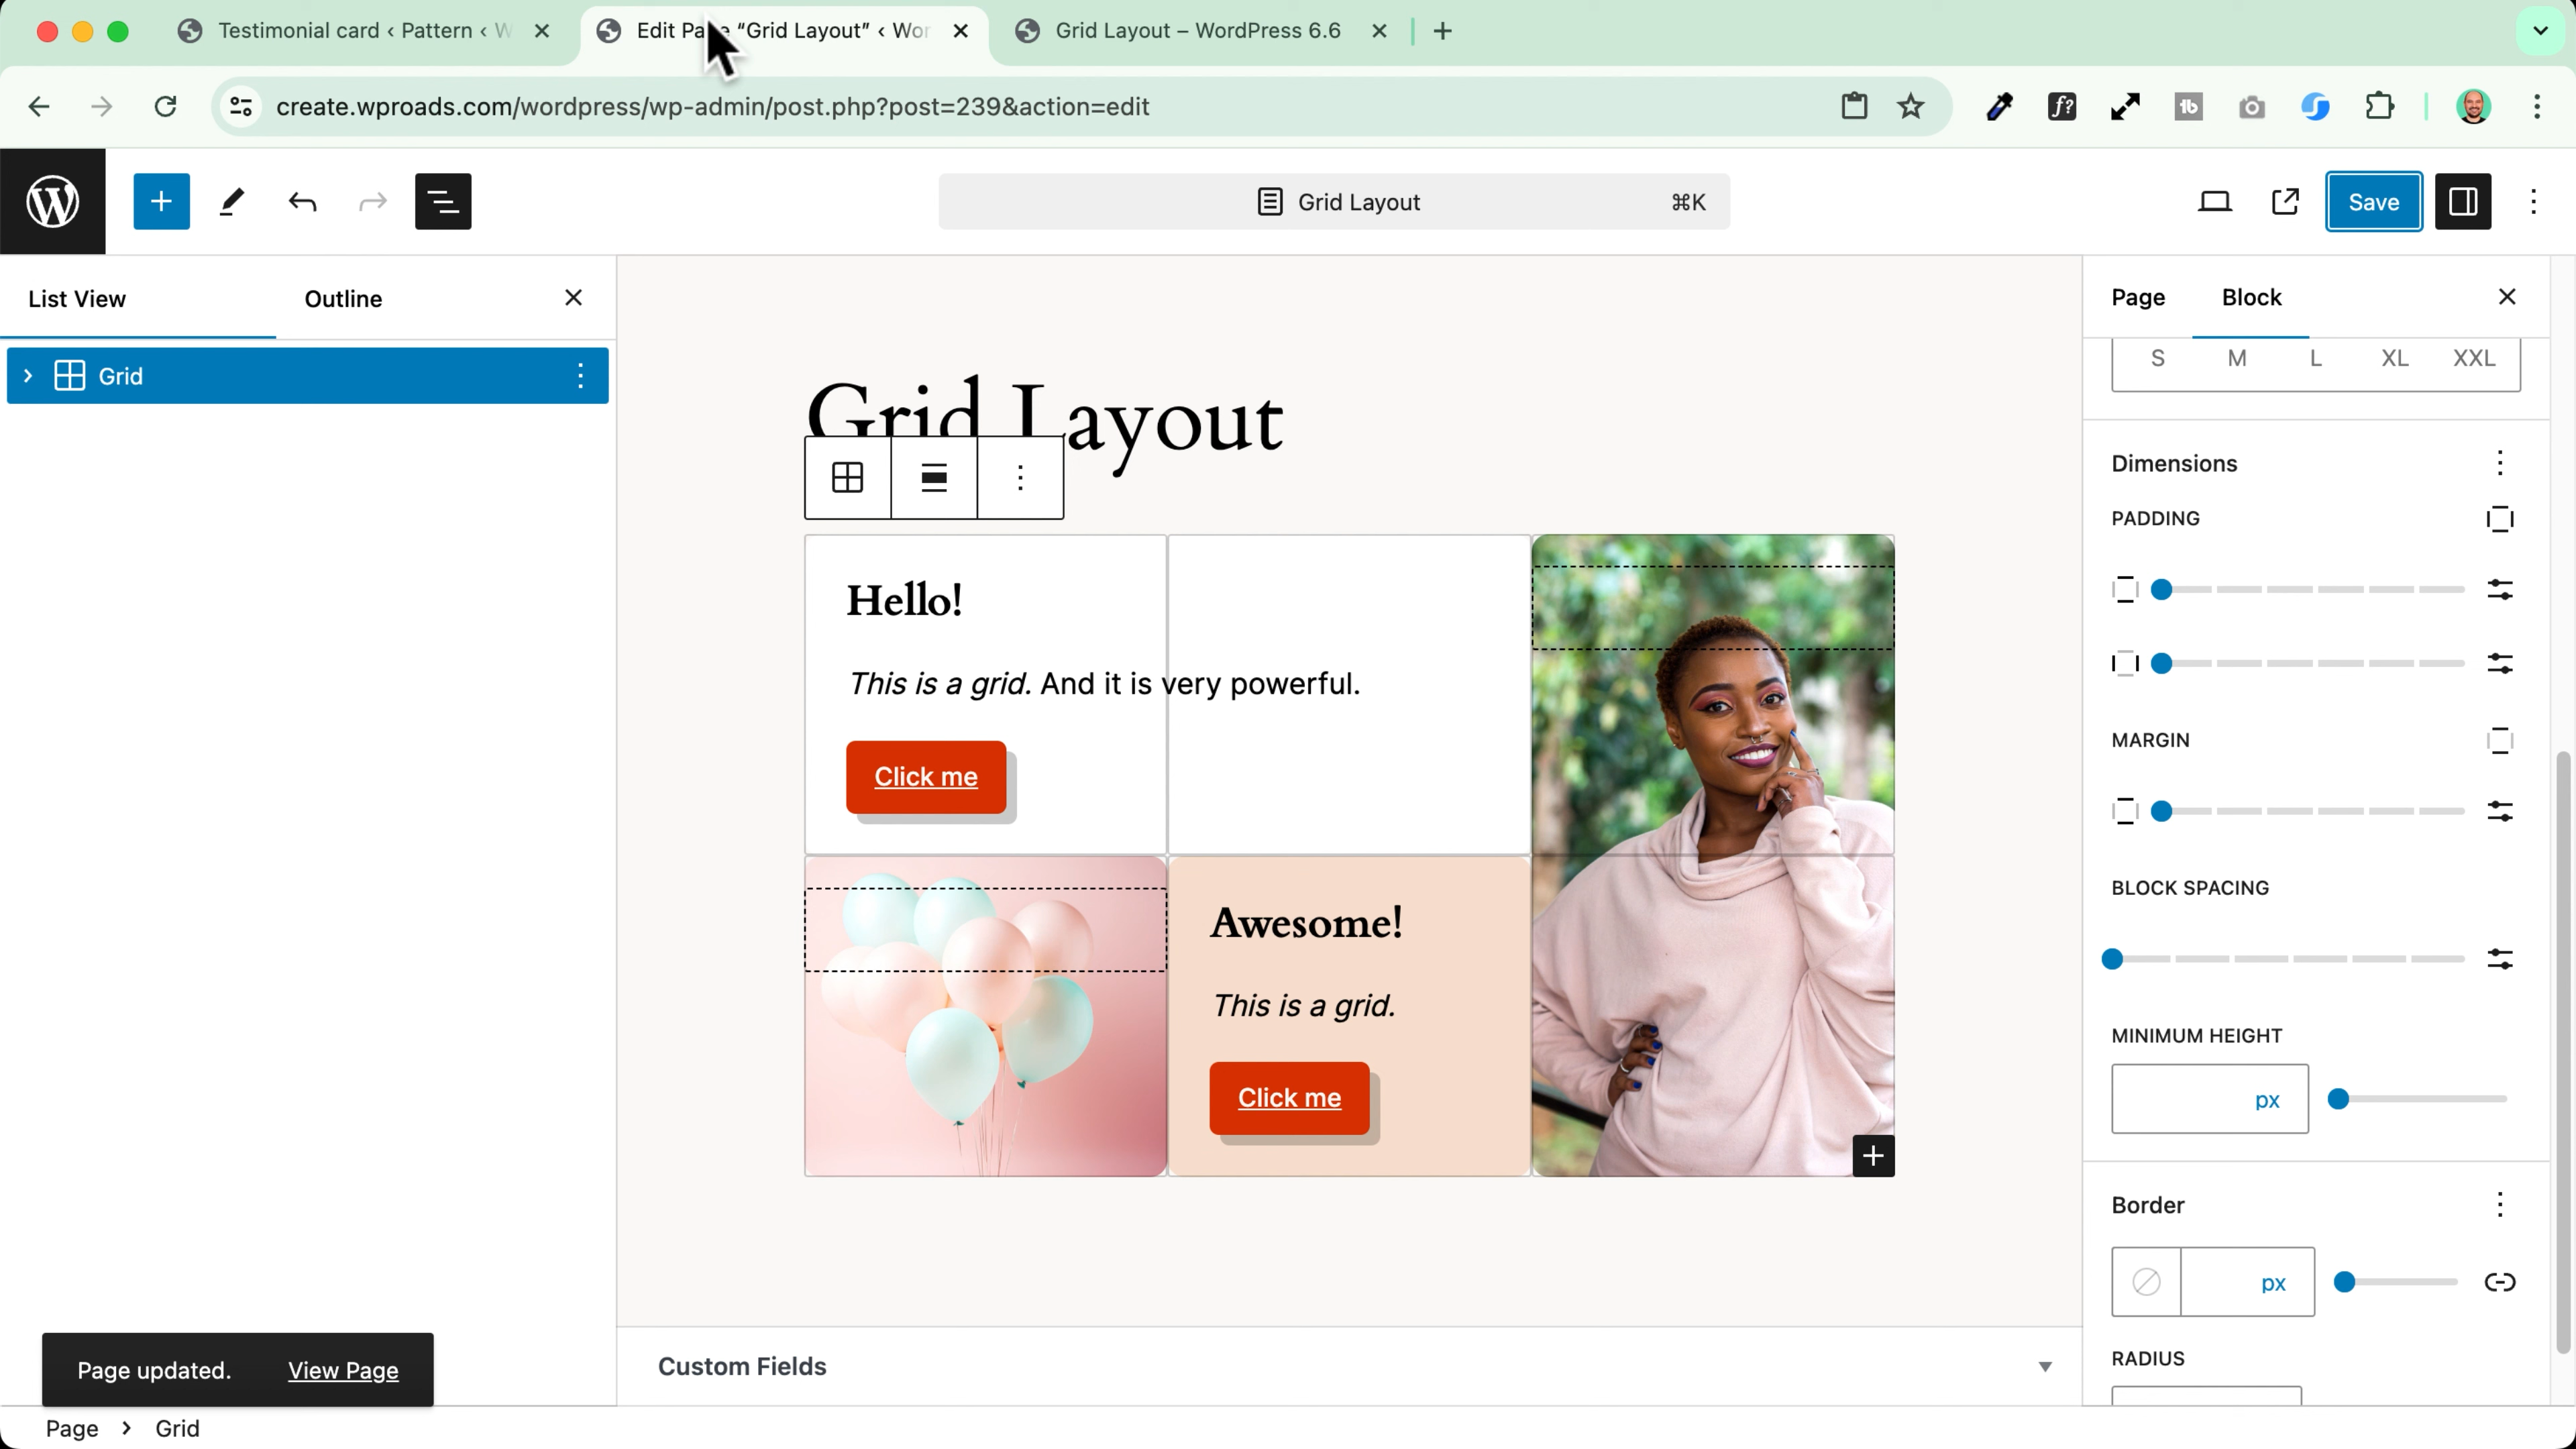 Testimonial card ‹ Pattern ‹ W
Edit Pa “Grid Layout” ‹ Wor
Grid Layout – WordPress 6.6
create.wproads.com/wordpress/wp-admin/post.php?post=239&action=edit
Grid Layout
⌘K
Save
List View
Outline
Grid
Page
Block
S M L XL XXL
Grid Layout
Hello!
This is a grid. And it is very powerful.
Click me
Awesome!
This is a grid.
Click me
Dimensions
PADDING
MARGIN
BLOCK SPACING
MINIMUM HEIGHT
px
Border
px
RADIUS
Custom Fields
Page updated.
View Page
Page › Grid